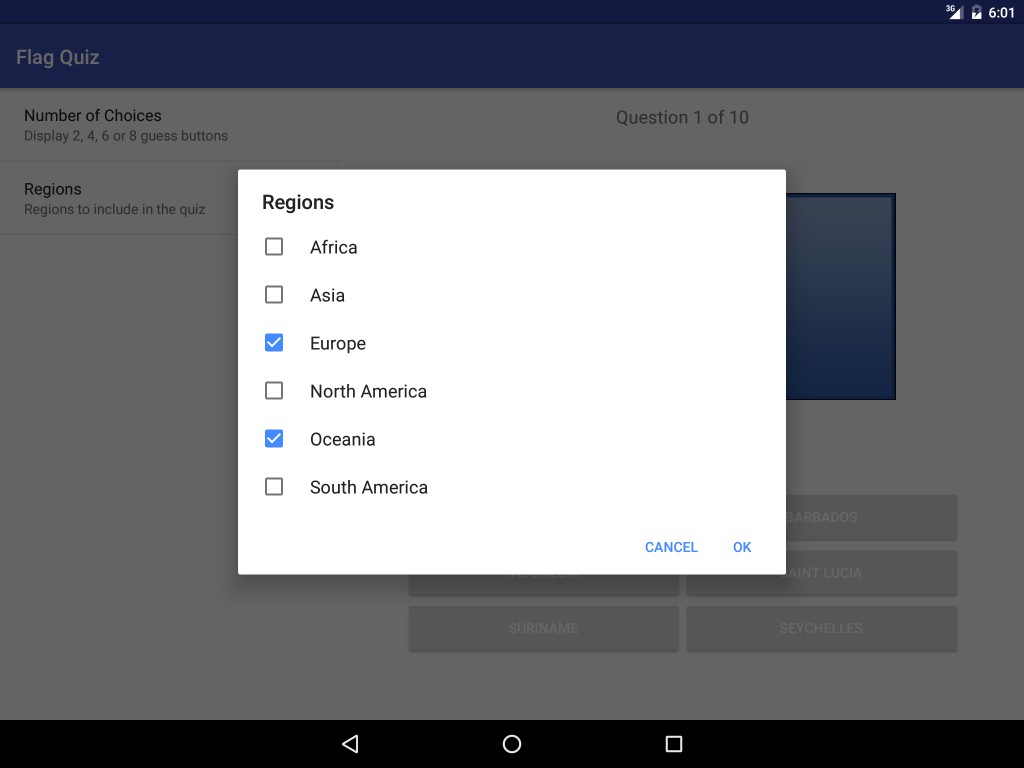 3G 6:01
Flag Quiz
Number of Choices
Display 2, 4, 6 or 8 guess buttons
Question 1 of 10
Regions
Regions to include in the quiz
Regions
Africa
Asia
Europe
North America
Oceania
South America
CANCEL OK
BARBADOS
SAINT LUCIA
SURINAME SEYCHELLES